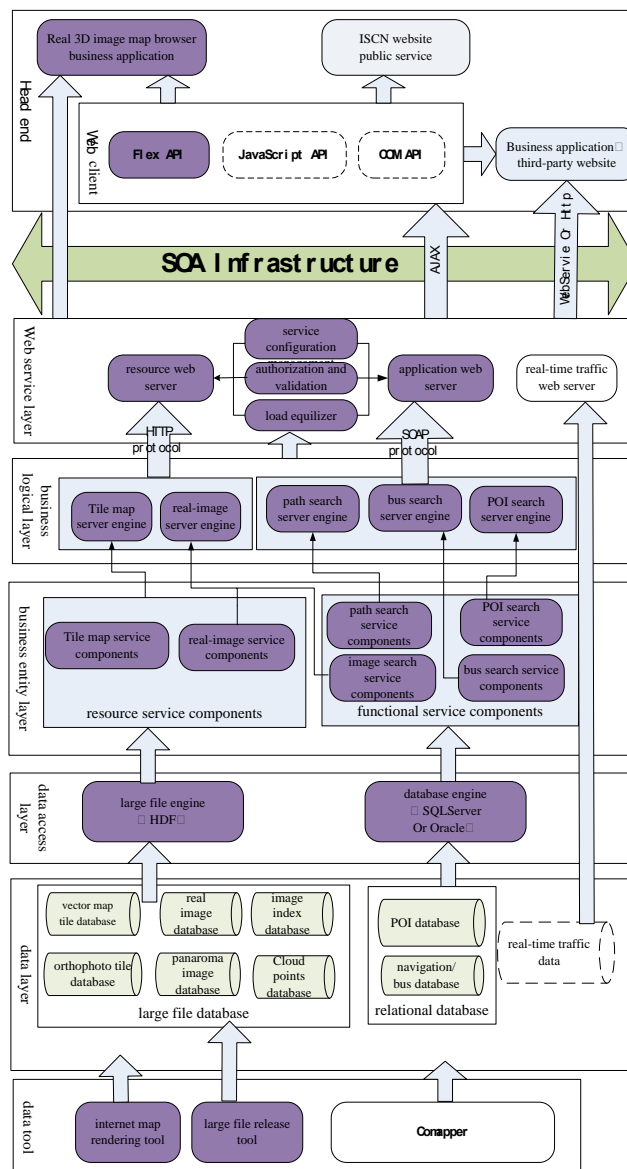 Real 3D image map browser
business application
ISCN website
public service
Head end
Web client
Flex API
JavaScript API
COM API
Business application
third-party website
SOA Infrastructure
AJAX
WebServie Or Http
Web service layer
service
configuration
resource web
server
authorization and
validation
application web
server
real-time traffic
web server
load equilizer
HTTP
protocol
SOAP
protocol
business
logical layer
Tile map
server engine
real-image
server engine
path search
server engine
bus search
server engine
POI search
server engine
business entity layer
Tile map service
components
real-image service
components
resource service components
path search
service
components
POI search
service
components
image search
service
components
bus search service
components
functional service components
data access
layer
large file engine
HDF
database engine
SQLServer
Or Oracle
data layer
vector map
tile database
real
image
database
image
index database
orthophoto tile
database
panaroma
image
database
Cloud
points
database
large file database
POI database
navigation/
bus database
relational database
real-time traffic
data
data tool
internet map
rendering tool
large file release
tool
Comapper